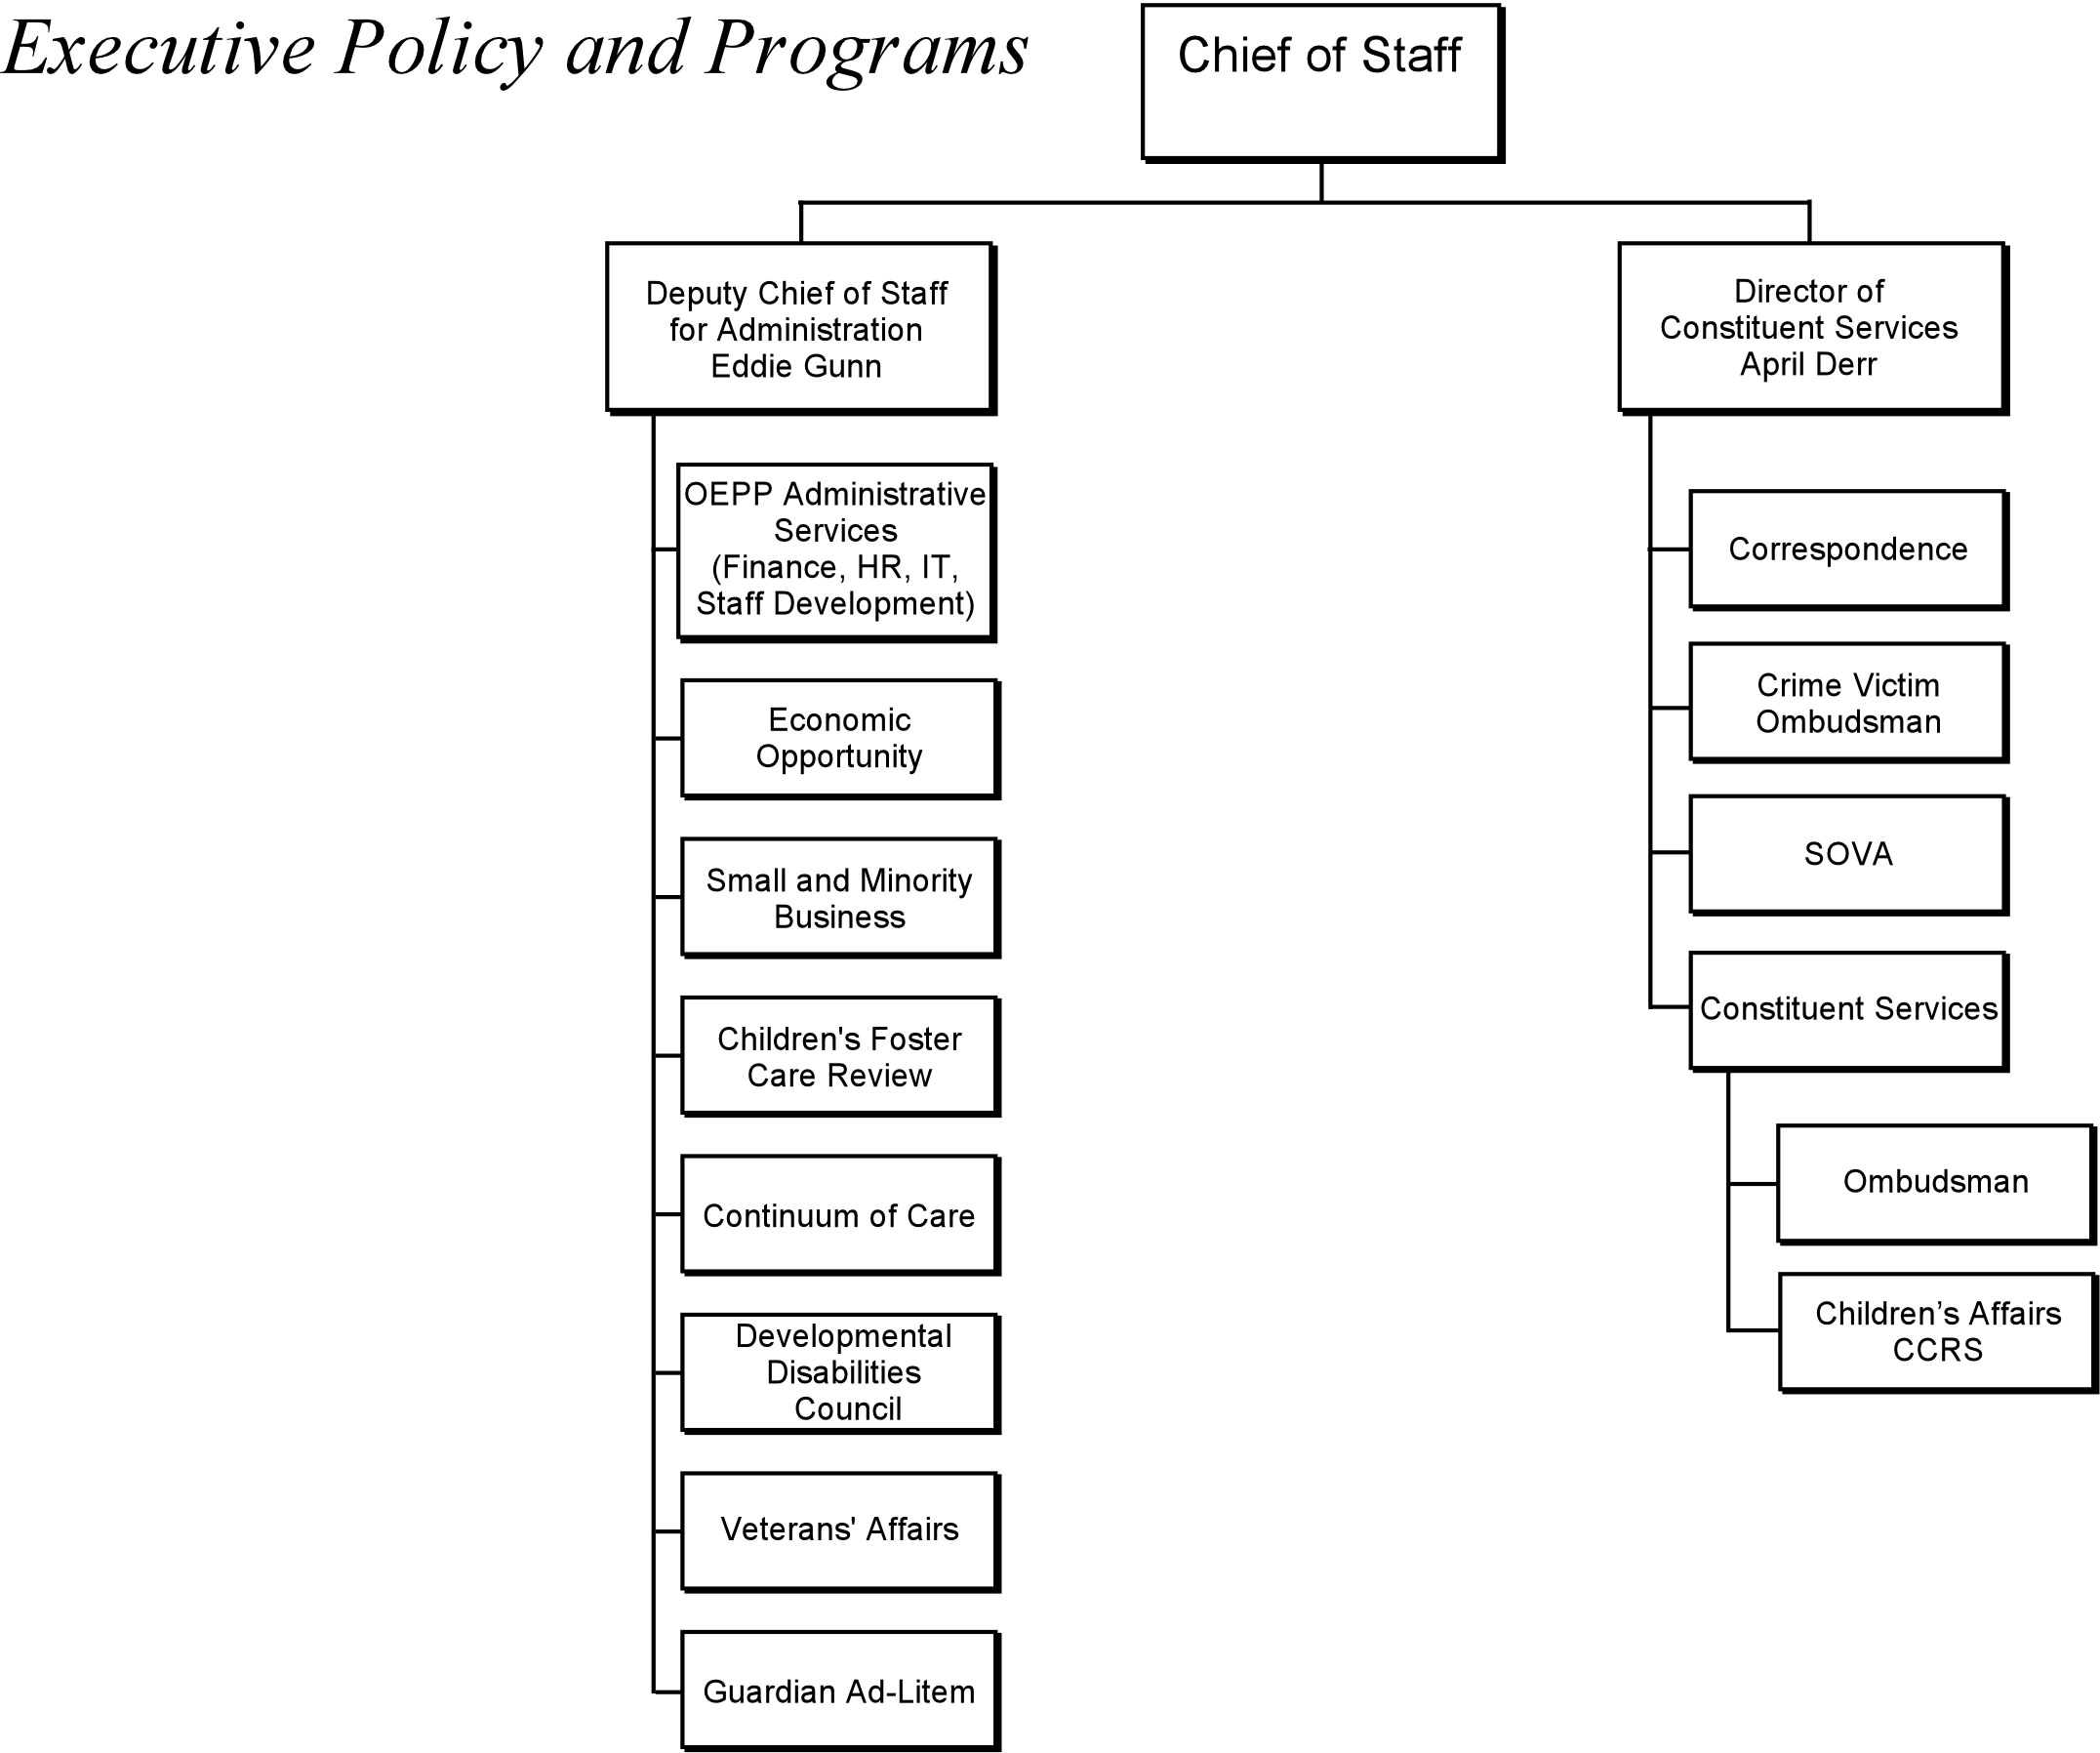 Executive Policy and Programs
Chief of Staff
Deputy Chief of Staff
for Administration
Eddie Gunn
OEPP Administrative
Services
(Finance, HR, IT,
Staff Development)
Economic
Opportunity
Small and Minority
Business
Children's Foster
Care Review
Continuum of Care
Developmental
Disabilities
Council
Veterans' Affairs
Guardian Ad-Litem
Director of
Constituent Services
April Derr
Correspondence
Crime Victim
Ombudsman
SOVA
Constituent Services
Ombudsman
Children’s Affairs
CCRS